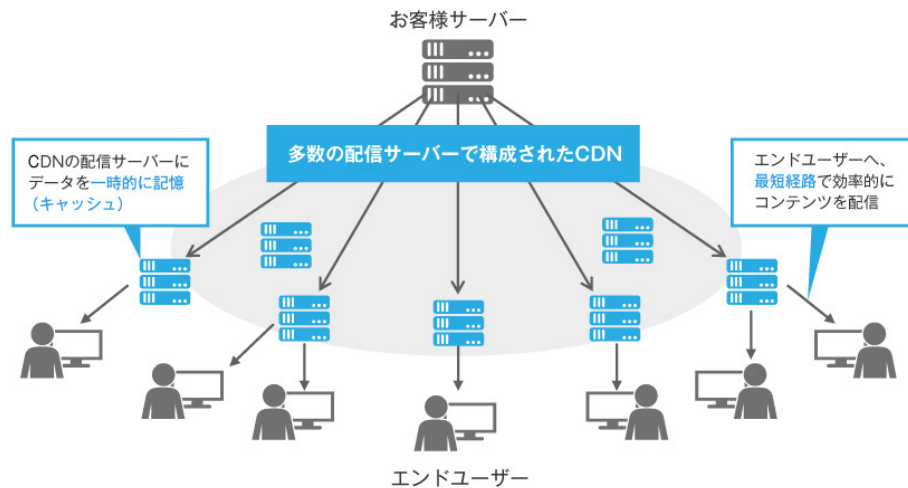 お客様サーバー
多数の配信サーバーで構成されたCDN
CDNの配信サーバーに
データを一時的に記憶
（キャッシュ）
エンドユーザーへ、
最短経路で効率的に
コンテンツを配信
エンドユーザー